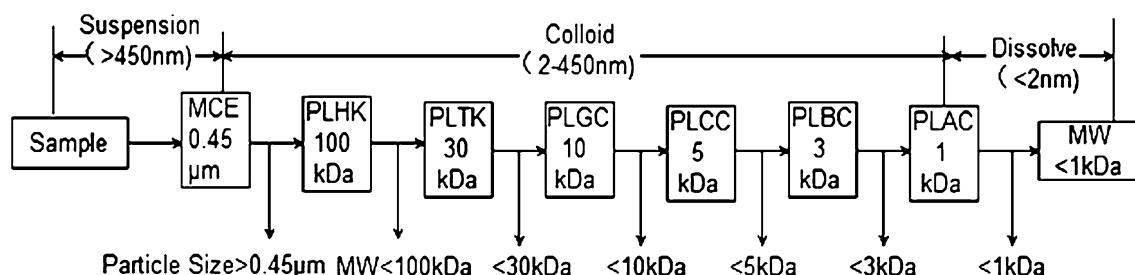 Suspension
(>450nm)
Colloid
(2-450nm)
Dissolve
(<2nm)
Sample
MCE
0.45
µm
PLHK
100
kDa
PLTK
30
kDa
PLGC
10
kDa
PLCC
5
kDa
PLBC
3
kDa
PLAC
1
kDa
MW
<1kDa
Particle Size>0.45µm MW<100kDa <30kDa <10kDa <5kDa <3kDa <1kDa